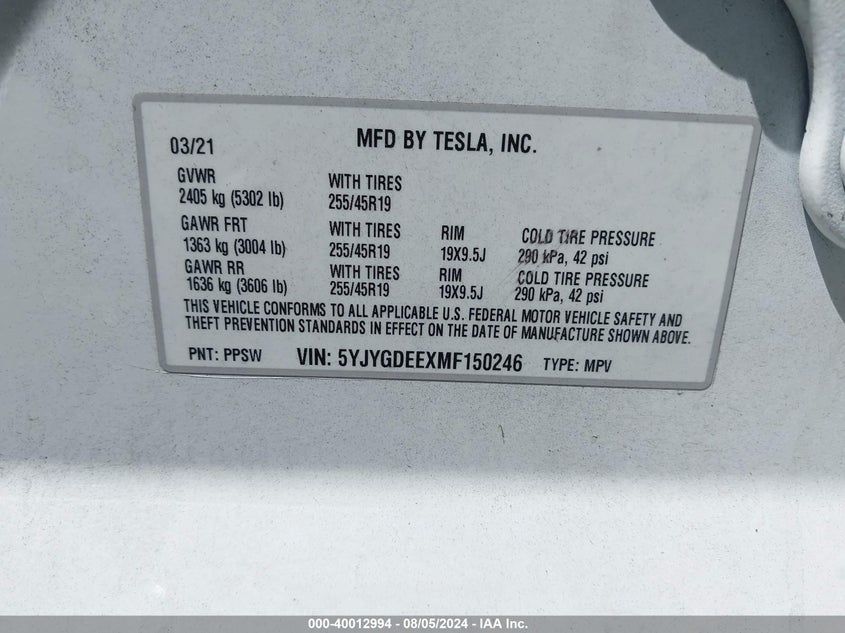 03/21 MFD BY TESLA, INC.
GVWR WITH TIRES
2405 kg (5302 lb) 255/45R19
GAWR FRT WITH TIRES RIM COLD TIRE PRESSURE
1363 kg (3004 lb) 255/45R19 19X9.5J 290 kPa, 42 psi
GAWR RR WITH TIRES RIM COLD TIRE PRESSURE
1636 kg (3606 lb) 255/45R19 19X9.5J 290 kPa, 42 psi
THIS VEHICLE CONFORMS TO ALL APPLICABLE U.S. FEDERAL MOTOR VEHICLE SAFETY AND
THEFT PREVENTION STANDARDS IN EFFECT ON THE DATE OF MANUFACTURE SHOWN ABOVE.
PNT: PPSW VIN: 5YJYGDEEXMF150246 TYPE: MPV
000-40012994 - 08/05/2024 - IAA Inc.